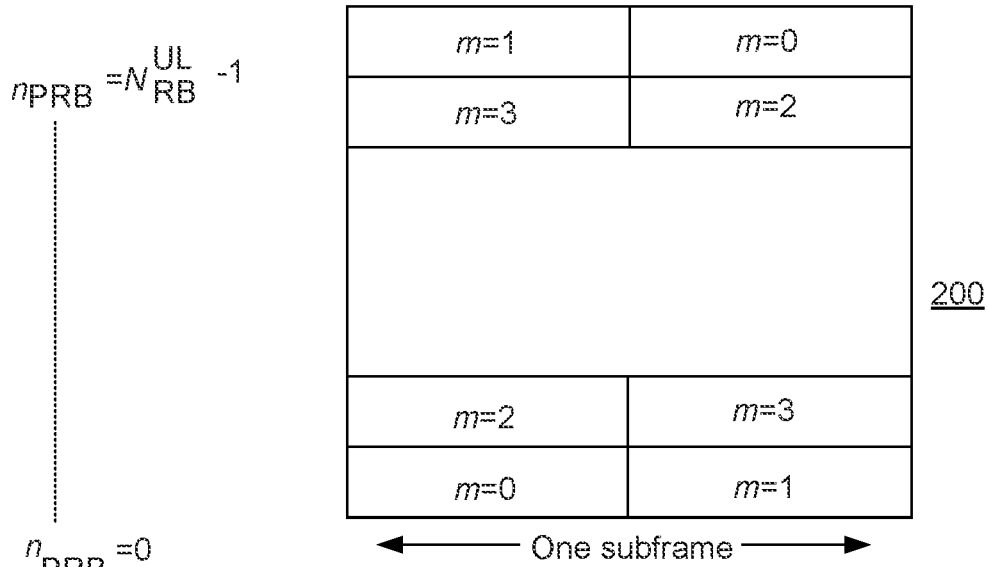 m=1 m=0
n_PRB =N^UL_RB -1
m=3 m=2
200
m=2 m=3
m=0 m=1
n_PRB =0
One subframe